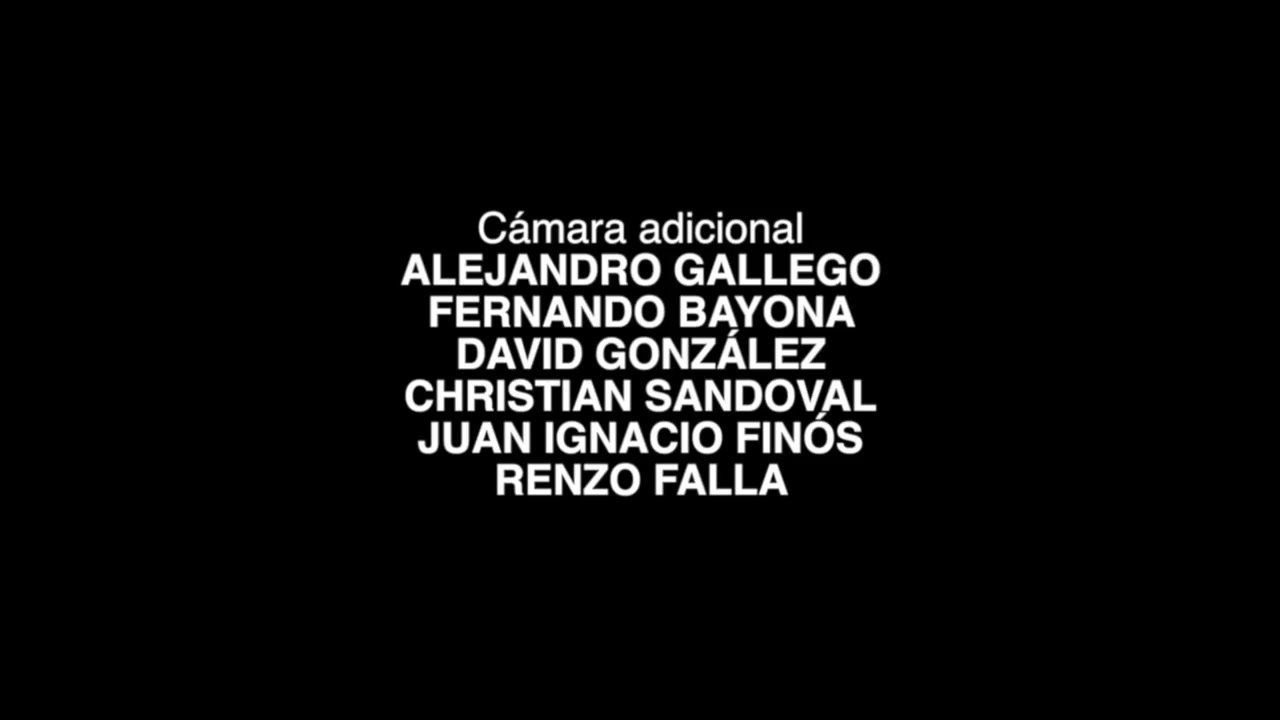 Cámara adicional
ALEJANDRO GALLEGO
FERNANDO BAYONA
DAVID GONZÁLEZ
CHRISTIAN SANDOVAL
JUAN IGNACIO FINÓS
RENZO FALLA